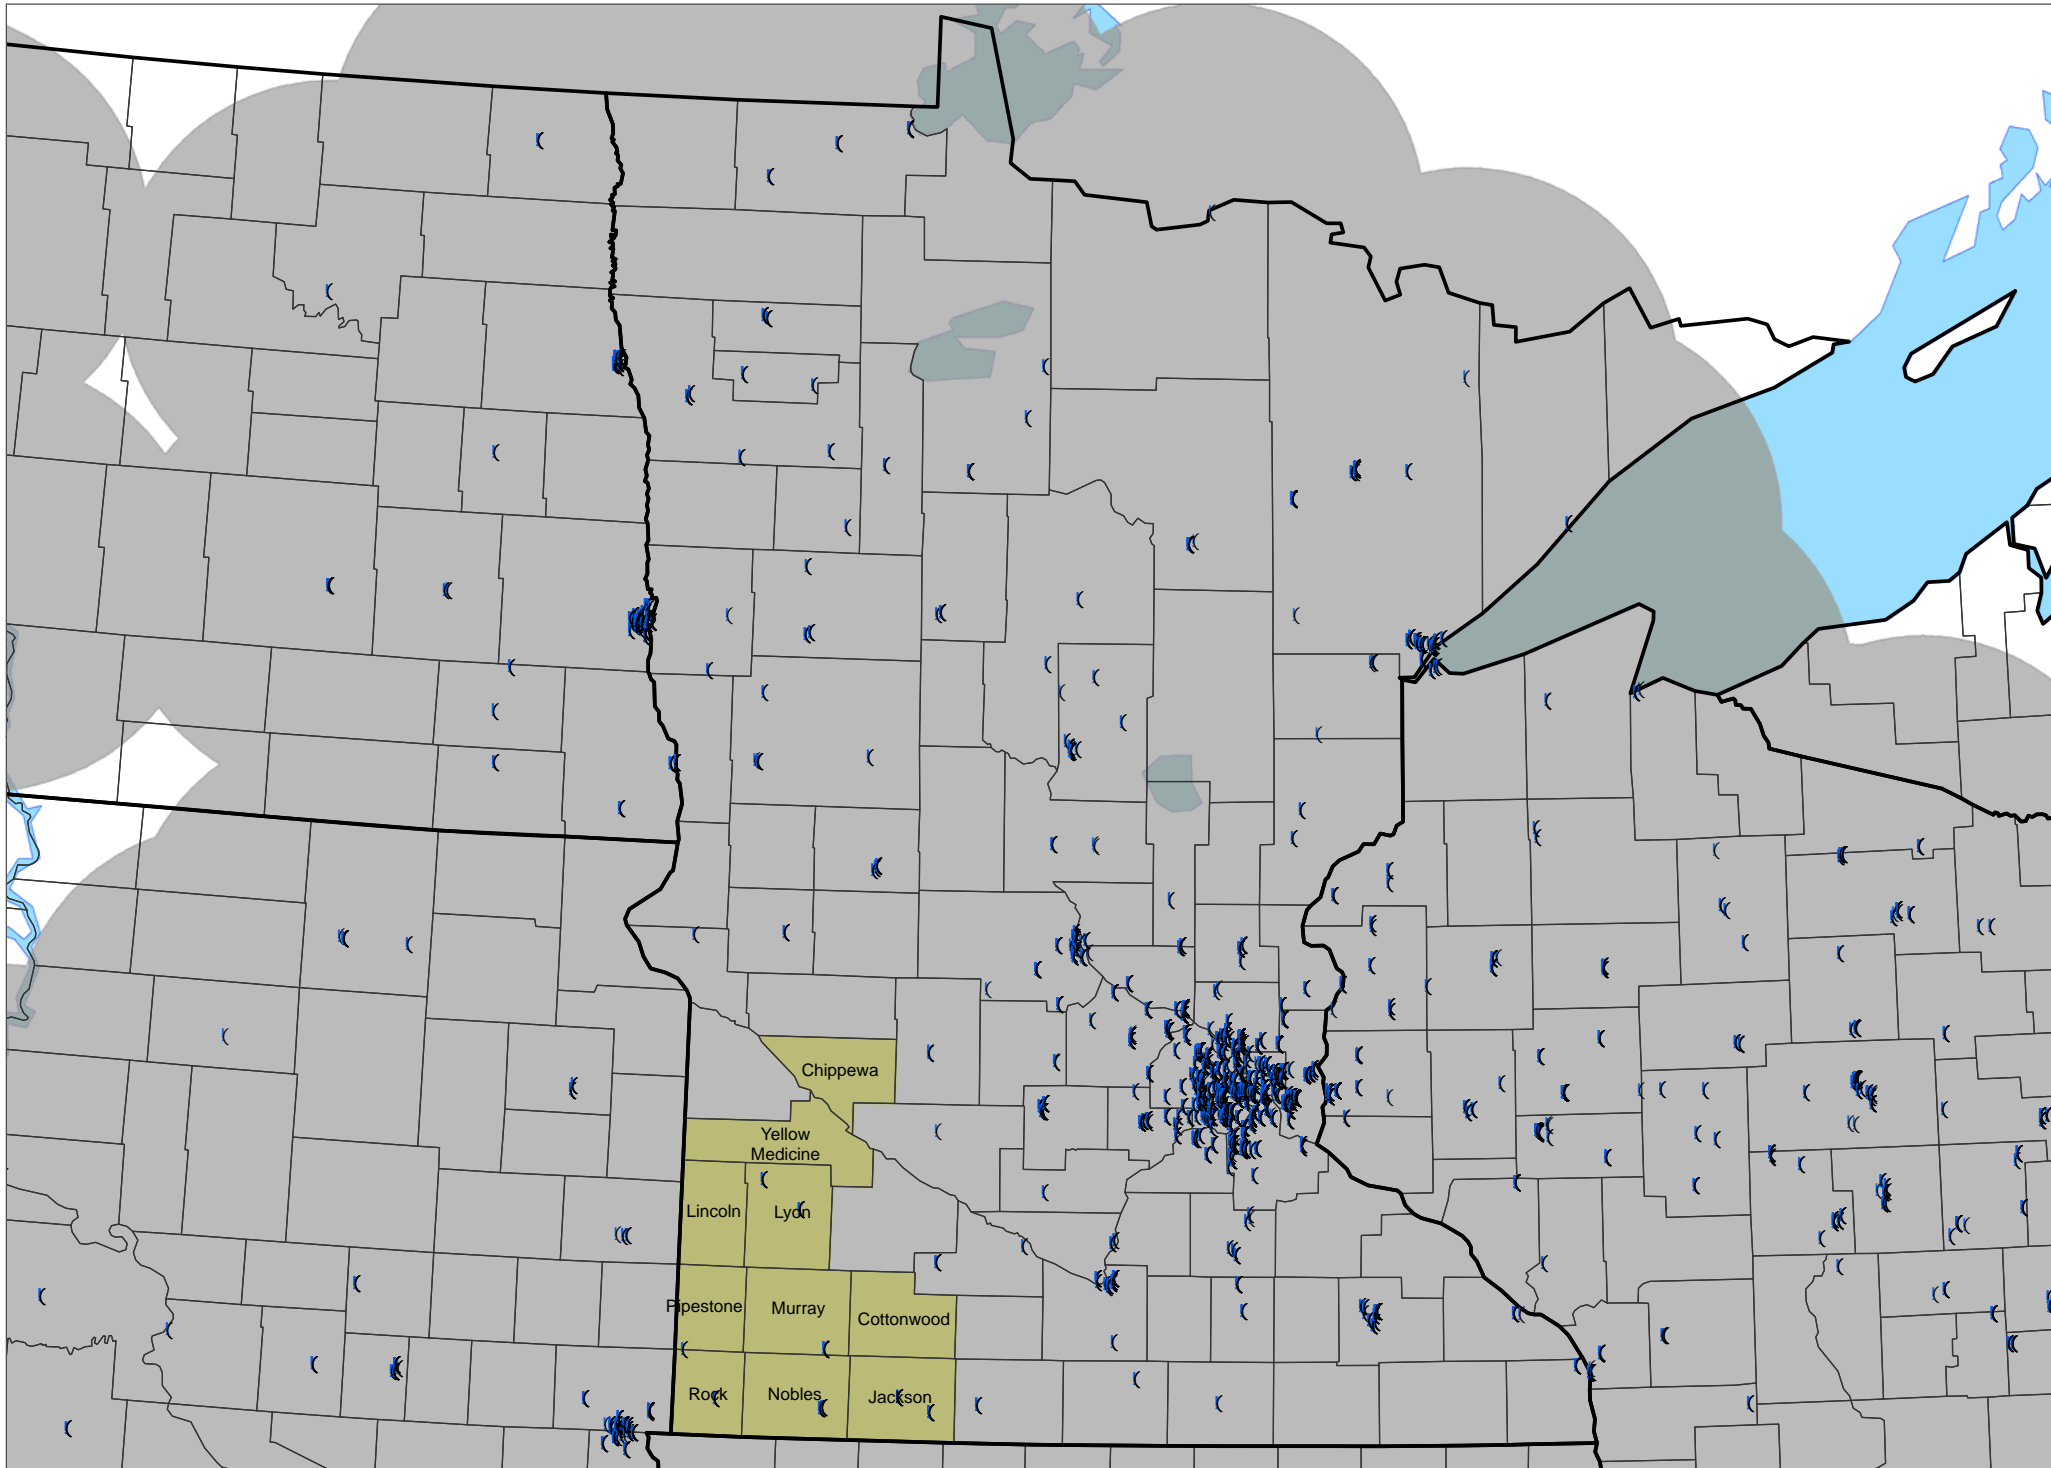 Chippewa
Yellow
Medicine
Lincoln
Lyon
Pipestone
Murray
Cottonwood
Rock
Nobles
Jackson